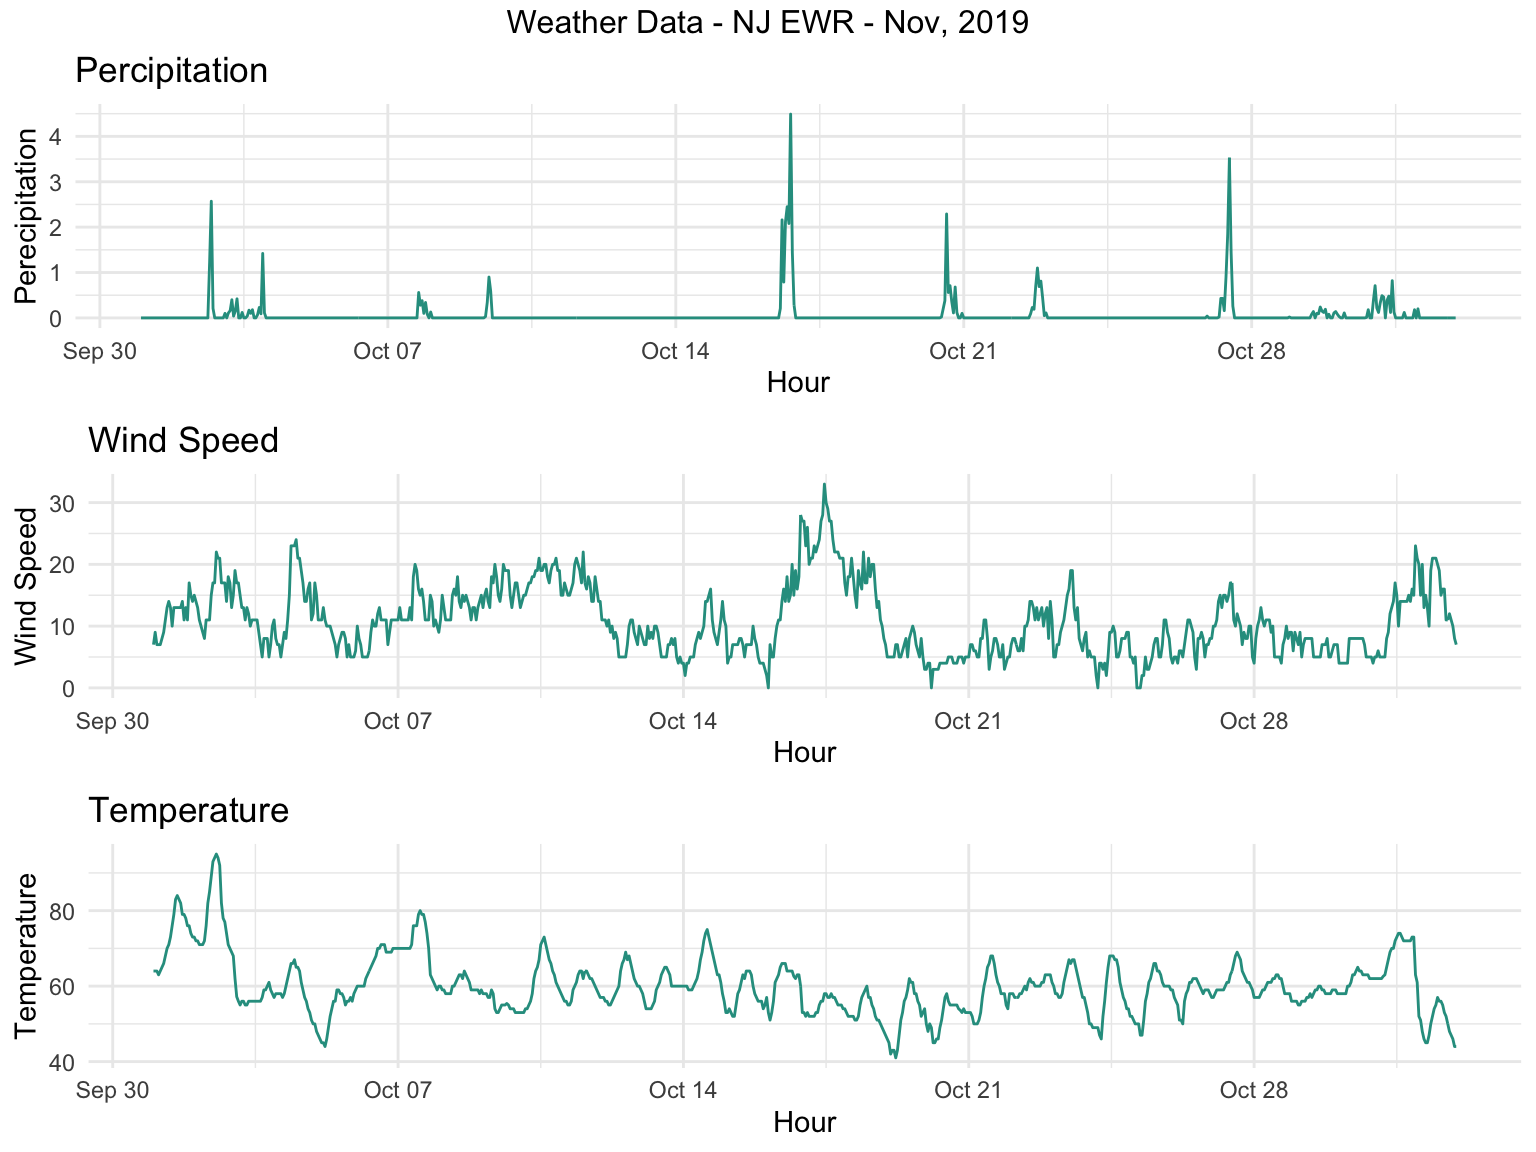 Weather Data - NJ EWR - Nov, 2019
Percipitation
Perecipitation
4
3
2
1
0
Sep 30 Oct 07 Oct 14 Oct 21 Oct 28
Hour
Wind Speed
Wind Speed
30
20
10
0
Sep 30 Oct 07 Oct 14 Oct 21 Oct 28
Hour
Temperature
Temperature
80
60
40
Sep 30 Oct 07 Oct 14 Oct 21 Oct 28
Hour